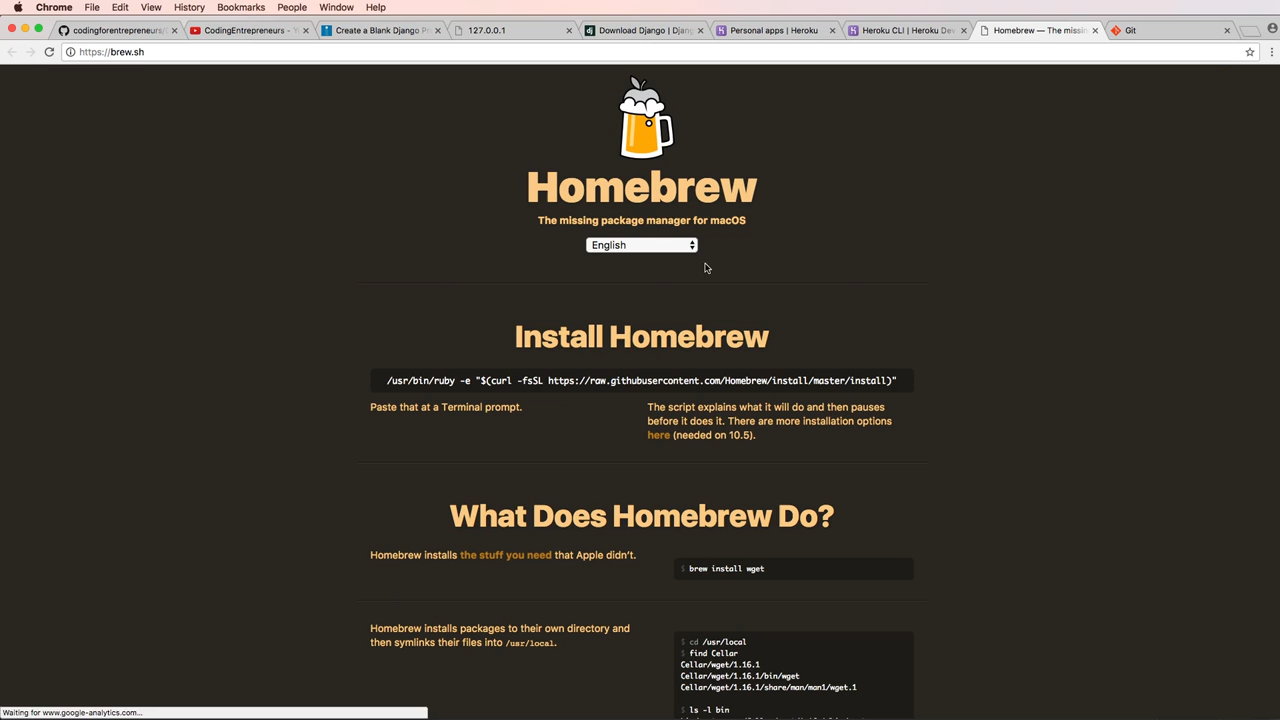 Chrome File Edit View History Bookmarks People Window Help
codingforentrepreneurs/ CodingEntrepreneurs - Create a Blank Django Pr 127.0.0.1 Download Django | Djan Personal apps | Heroku Heroku CLI | Heroku De Homebrew — The missin Git
https://brew.sh
Homebrew
The missing package manager for macOS
English
Install Homebrew
/usr/bin/ruby -e "$(curl -fsSL https://raw.githubusercontent.com/Homebrew/install/master/install)"
Paste that at a Terminal prompt.
The script explains what it will do and then pauses
before it does it. There are more installation options
here (needed on 10.5).
What Does Homebrew Do?
Homebrew installs the stuff you need that Apple didn't.
$ brew install wget
Homebrew installs packages to their own directory and
then symlinks their files into /usr/local.
$ cd /usr/local
$ find Cellar
Cellar/wget/1.16.1
Cellar/wget/1.16.1/bin/wget
Cellar/wget/1.16.1/share/man/man1/wget.1
$ ls -l bin
Waiting for www.google-analytics.com...